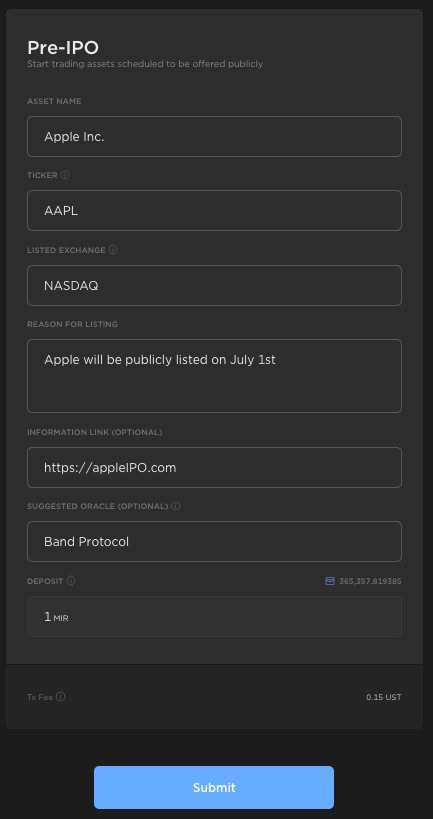 Pre-IPO
Start trading assets scheduled to be offered publicly
ASSET NAME
Apple Inc.
TICKER
AAPL
LISTED EXCHANGE
NASDAQ
REASON FOR LISTING
Apple will be publicly listed on July 1st
INFORMATION LINK (OPTIONAL)
https://appleIPO.com
SUGGESTED ORACLE (OPTIONAL)
Band Protocol
DEPOSIT 365,357.819385
1 MIR
Tx Fee 0.15 UST
Submit